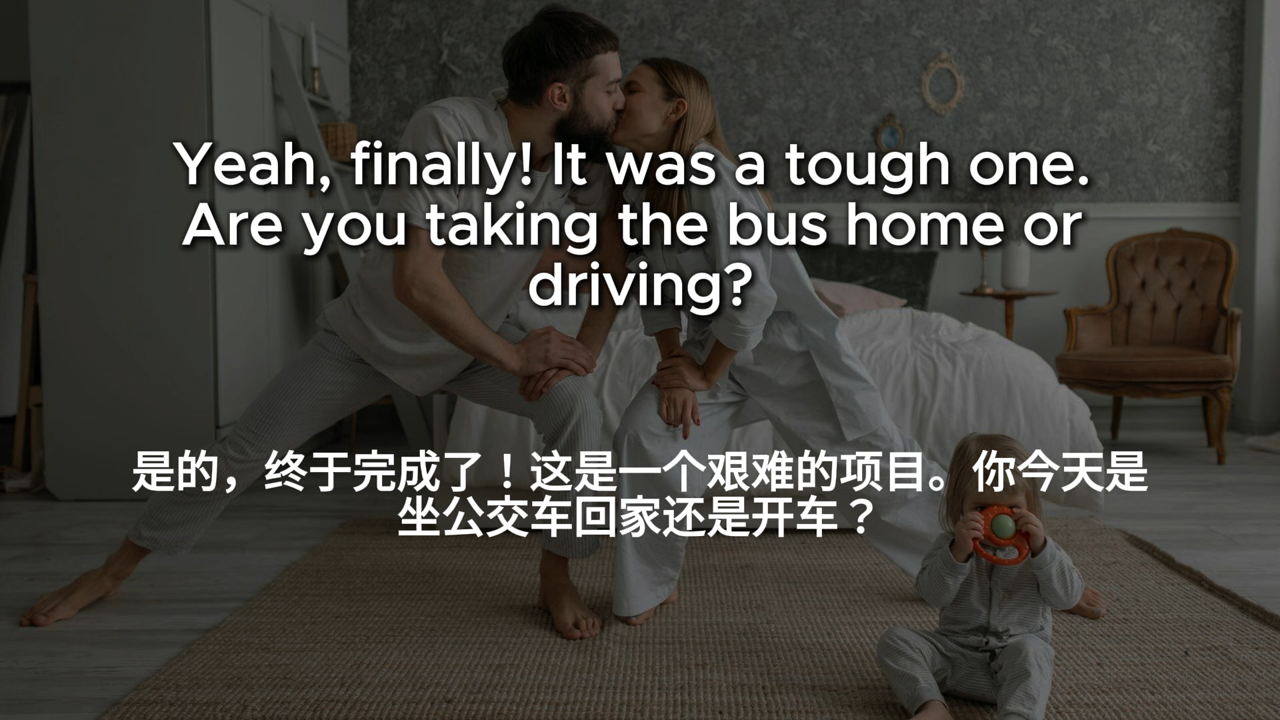 Yeah, finally! It was a tough one.
Are you taking the bus home or
driving?
是的，终于完成了！这是一个艰难的项目。你今天是
坐公交车回家还是开车？